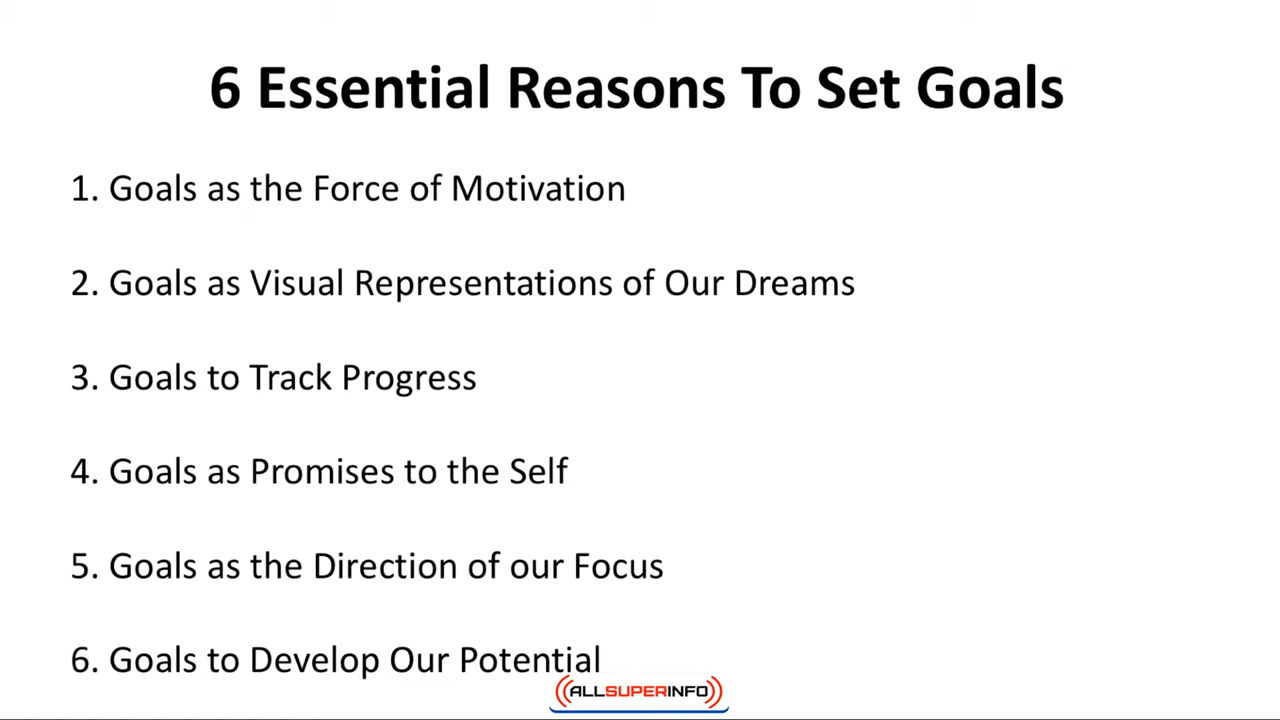 6 Essential Reasons To Set Goals
1. Goals as the Force of Motivation
2. Goals as Visual Representations of Our Dreams
3. Goals to Track Progress
4. Goals as Promises to the Self
5. Goals as the Direction of our Focus
6. Goals to Develop Our Potential
ALLSUPERINFO